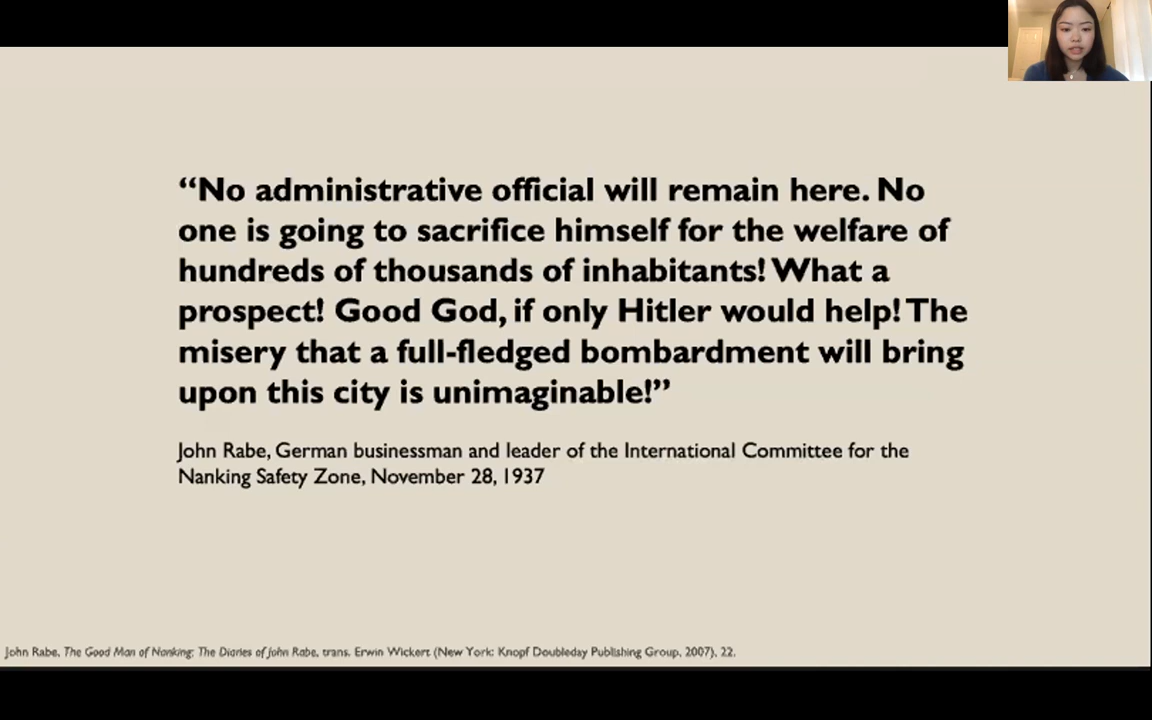 “No administrative official will remain here. No
one is going to sacrifice himself for the welfare of
hundreds of thousands of inhabitants! What a
prospect! Good God, if only Hitler would help! The
misery that a full-fledged bombardment will bring
upon this city is unimaginable!”
John Rabe, German businessman and leader of the International Committee for the
Nanking Safety Zone, November 28, 1937
John Rabe, The Good Man of Nanking: The Diaries of John Rabe, trans. Erwin Wickert (New York: Knopf Doubleday Publishing Group, 2007), 22.